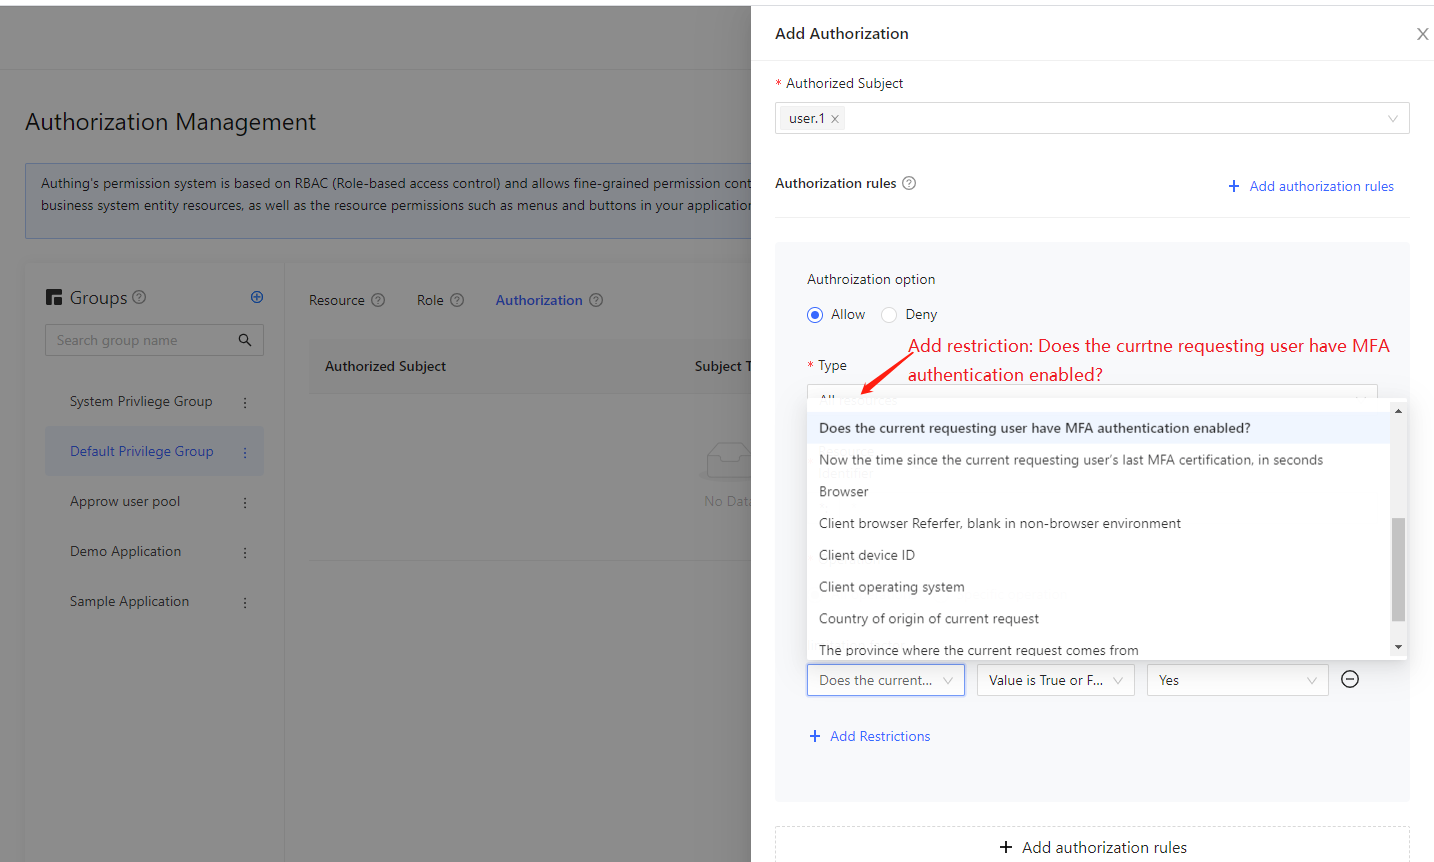 Add Authorization
* Authorized Subject
user.1
Authorization Management
Authing's permission system is based on RBAC (Role-based access control) and allows fine-grained permission cont
business system entity resources, as well as the resource permissions such as menus and buttons in your application
Authorization rules
+ Add authorization rules
Groups
Search group name
System Privliege Group
Default Privilege Group
Approw user pool
Demo Application
Sample Application
Resource
Role
Authorization
Authorized Subject
Subject T
No Data
Authroization option
Allow
Deny
Add restriction: Does the currtne requesting user have MFA
authentication enabled?
* Type
Does the current requesting user have MFA authentication enabled?
Now the time since the current requesting user's last MFA certification, in seconds
Browser
Client browser Referfer, blank in non-browser environment
Client device ID
Client operating system
Country of origin of current request
The province where the current request comes from
Does the current...
Value is True or F...
Yes
+ Add Restrictions
+ Add authorization rules